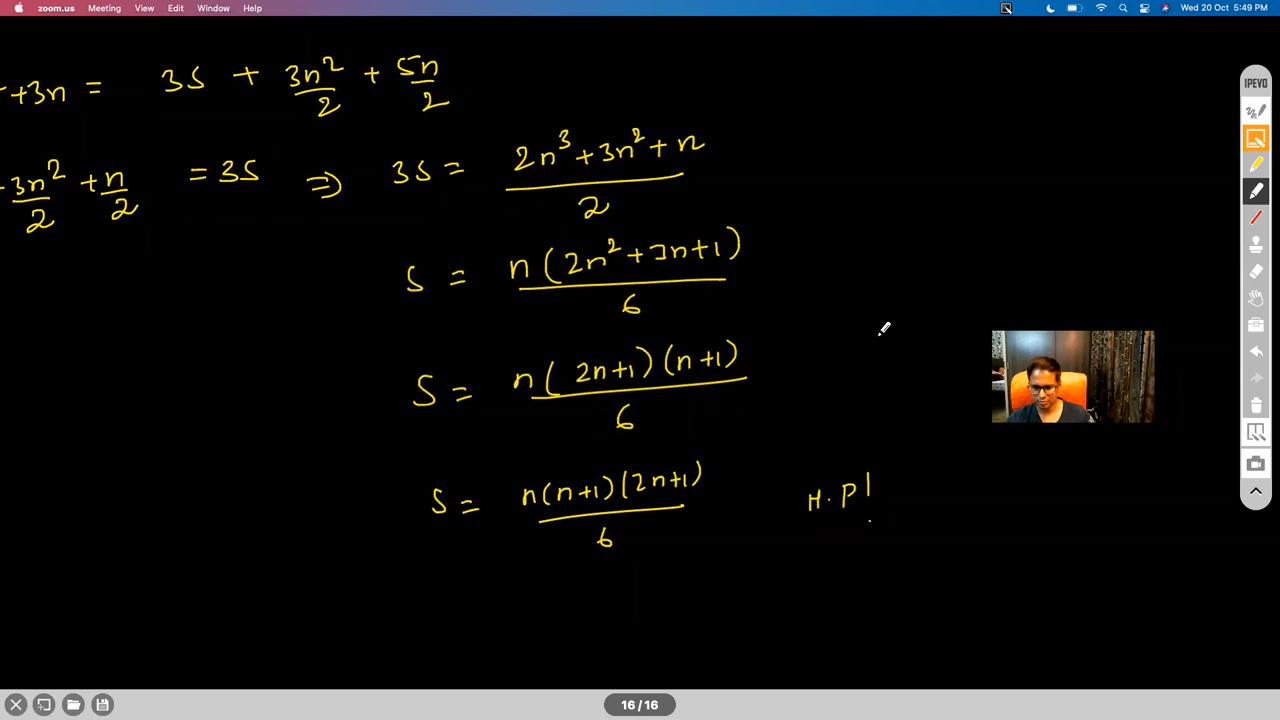 zoom.us Meeting View Edit Window Help Wed 20 Oct 5:49 PM
+3n = 3S + 3n²/2 + 5n/2
3n²/2 + n/2 = 3S ⇒ 3S = (2n³+3n²+n)/2
S = n(2n²+3n+1)/6
S = n(2n+1)(n+1)/6
S = n(n+1)(2n+1)/6 H.P!
IPEVO
16/16